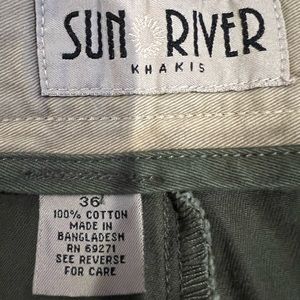 SUN RIVER
KHAKIS
36
100% COTTON
MADE IN
BANGLADESH
RN 69271
SEE REVERSE
FOR CARE